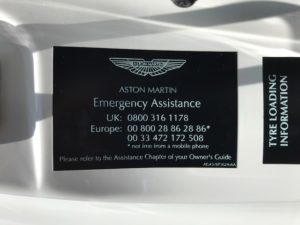 ASTON MARTIN
Emergency Assistance
UK: 0800 316 1178
Europe: 00 800 28 86 28 86*
00 33 472 172 508
* not free from a mobile phone
Please refer to the Assistance Chapter of your Owner's Guide
TYRE LOADING
INFORMATION